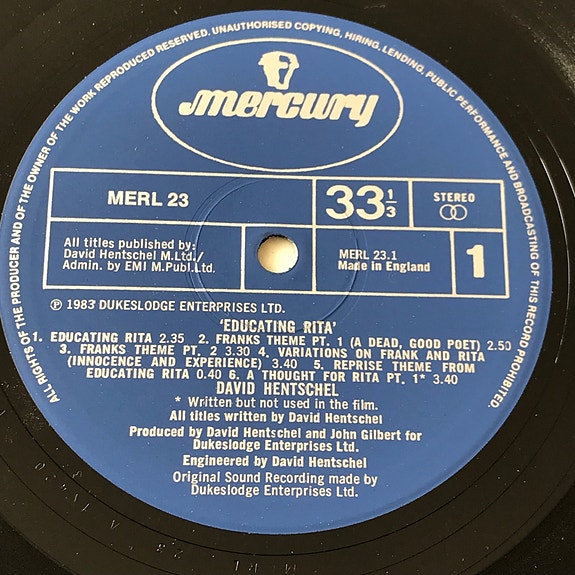 ALL RIGHTS OF THE PRODUCER AND OF THE OWNER OF THE WORK REPRODUCED RESERVED. UNAUTHORISED COPYING, HIRING, LENDING, PUBLIC PERFORMANCE AND BROADCASTING OF THIS RECORD PROHIBITED.
mercury
MERL 23
33 1/3
STEREO
All titles published by:
David Hentschel M.Ltd./
Admin. by EMI M.Publ.Ltd.
MERL 23.1
Made in England
1
℗ 1983 DUKESLODGE ENTERPRISES LTD.
'EDUCATING RITA'
1. EDUCATING RITA 2.35 2. FRANKS THEME PT. 1 (A DEAD, GOOD POET) 2.50
3. FRANKS THEME PT. 2 3.30 4. VARIATIONS ON FRANK AND RITA
(INNOCENCE AND EXPERIENCE) 3.40 5. REPRISE THEME FROM
EDUCATING RITA 0.40 6. A THOUGHT FOR RITA PT. 1* 3.40
DAVID HENTSCHEL
* Written but not used in the film.
All titles written by David Hentschel
Produced by David Hentschel and John Gilbert for
Dukeslodge Enterprises Ltd.
Engineered by David Hentschel
Original Sound Recording made by
Dukeslodge Enterprises Ltd.